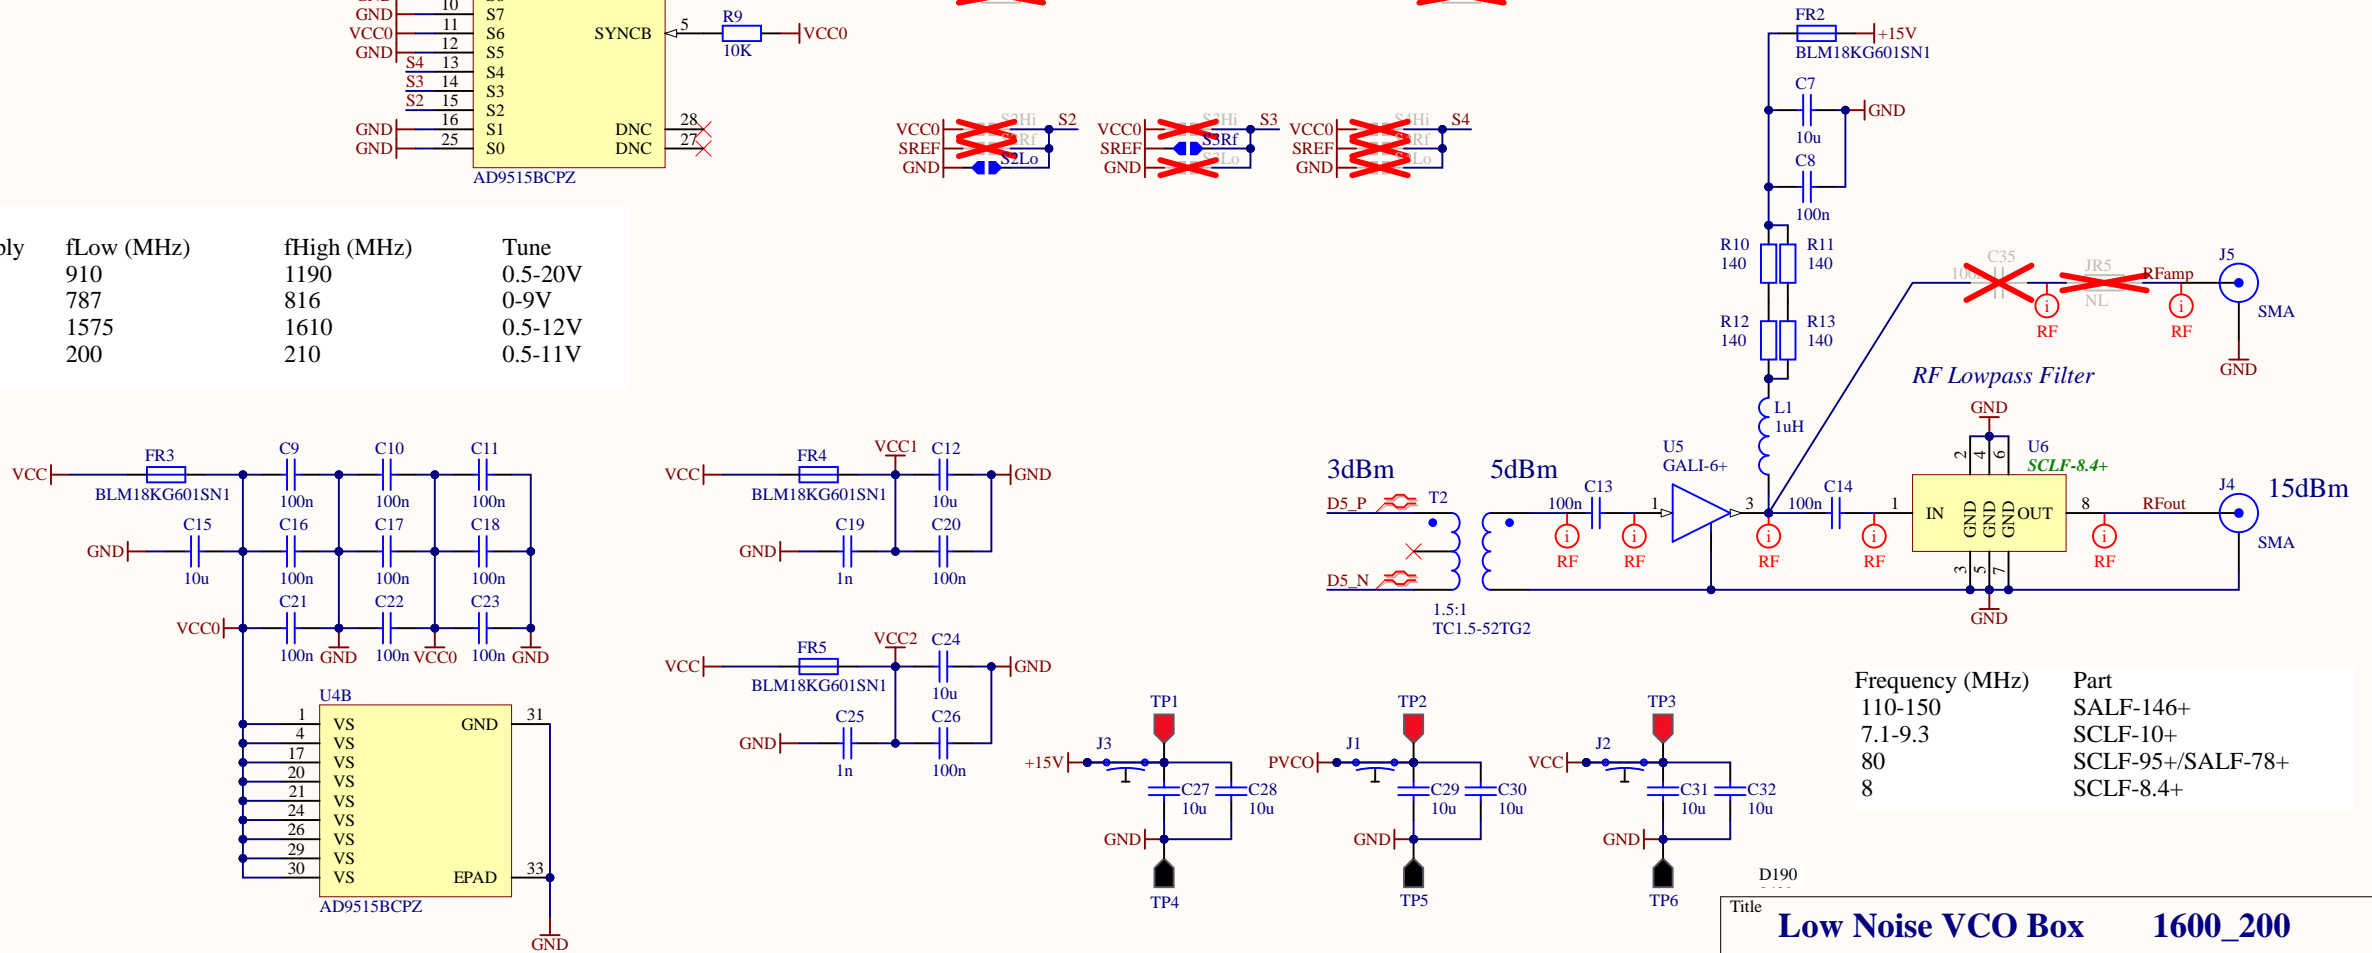 GND 10 S7
VCC0 11 S6
GND 12 S5
S4 13 S4
S3 14 S3
S2 15 S2
GND 16 S1
GND 25 S0
SYNCB 5
R9
10K
VCC0
DNC 28
DNC 27
AD9515BCPZ
VCC0 S2Hi S2
SREF
GND S2Lo
VCC0 S3Hi S3
SREF S3Rf
GND S3Lo
VCC0 S4Hi S4
SREF
GND
FR2
+15V
BLM18KG601SN1
C7
GND
10u
C8
100n
R10 R11
140 140
R12 R13
140 140
L1
1uH
C35
JR5
NL
RFamp
J5
SMA
RF RF
GND
fLow (MHz) fHigh (MHz) Tune
910 1190 0.5-20V
787 816 0-9V
1575 1610 0.5-12V
200 210 0.5-11V
RF Lowpass Filter
VCC
FR3
BLM18KG601SN1
C9 C10 C11
100n 100n 100n
GND
C15 C16 C17 C18
10u 100n 100n 100n
VCC0
C21 C22 C23
100n GND 100n VCC0 100n GND
VCC
FR4
BLM18KG601SN1
VCC1
C12
10u
GND
GND
C19 C20
1n 100n
VCC
FR5
BLM18KG601SN1
VCC2
C24
10u
GND
GND
C25 C26
1n 100n
3dBm 5dBm
D5_P
T2
D5_N
1.5:1
TC1.5-52TG2
100n C13
RF RF
1
U5
GALI-6+
3
RF
100n C14
RF
GND
2 4 6
U6
SCLF-8.4+
1 IN GND GND GND OUT 8
3 5 7
GND
RFout
RF
J4
SMA
15dBm
U4B
1 VS GND 31
4 VS
17 VS
20 VS
21 VS
24 VS
26 VS
29 VS
30 VS EPAD 33
AD9515BCPZ
GND
TP1
+15V J3
C27 C28
10u 10u
GND
TP4
TP2
PVCO J1
C29 C30
10u 10u
GND
TP5
TP3
VCC J2
C31 C32
10u 10u
GND
TP6
Frequency (MHz) Part
110-150 SALF-146+
7.1-9.3 SCLF-10+
80 SCLF-95+/SALF-78+
8 SCLF-8.4+
D190
Title
Low Noise VCO Box 1600_200